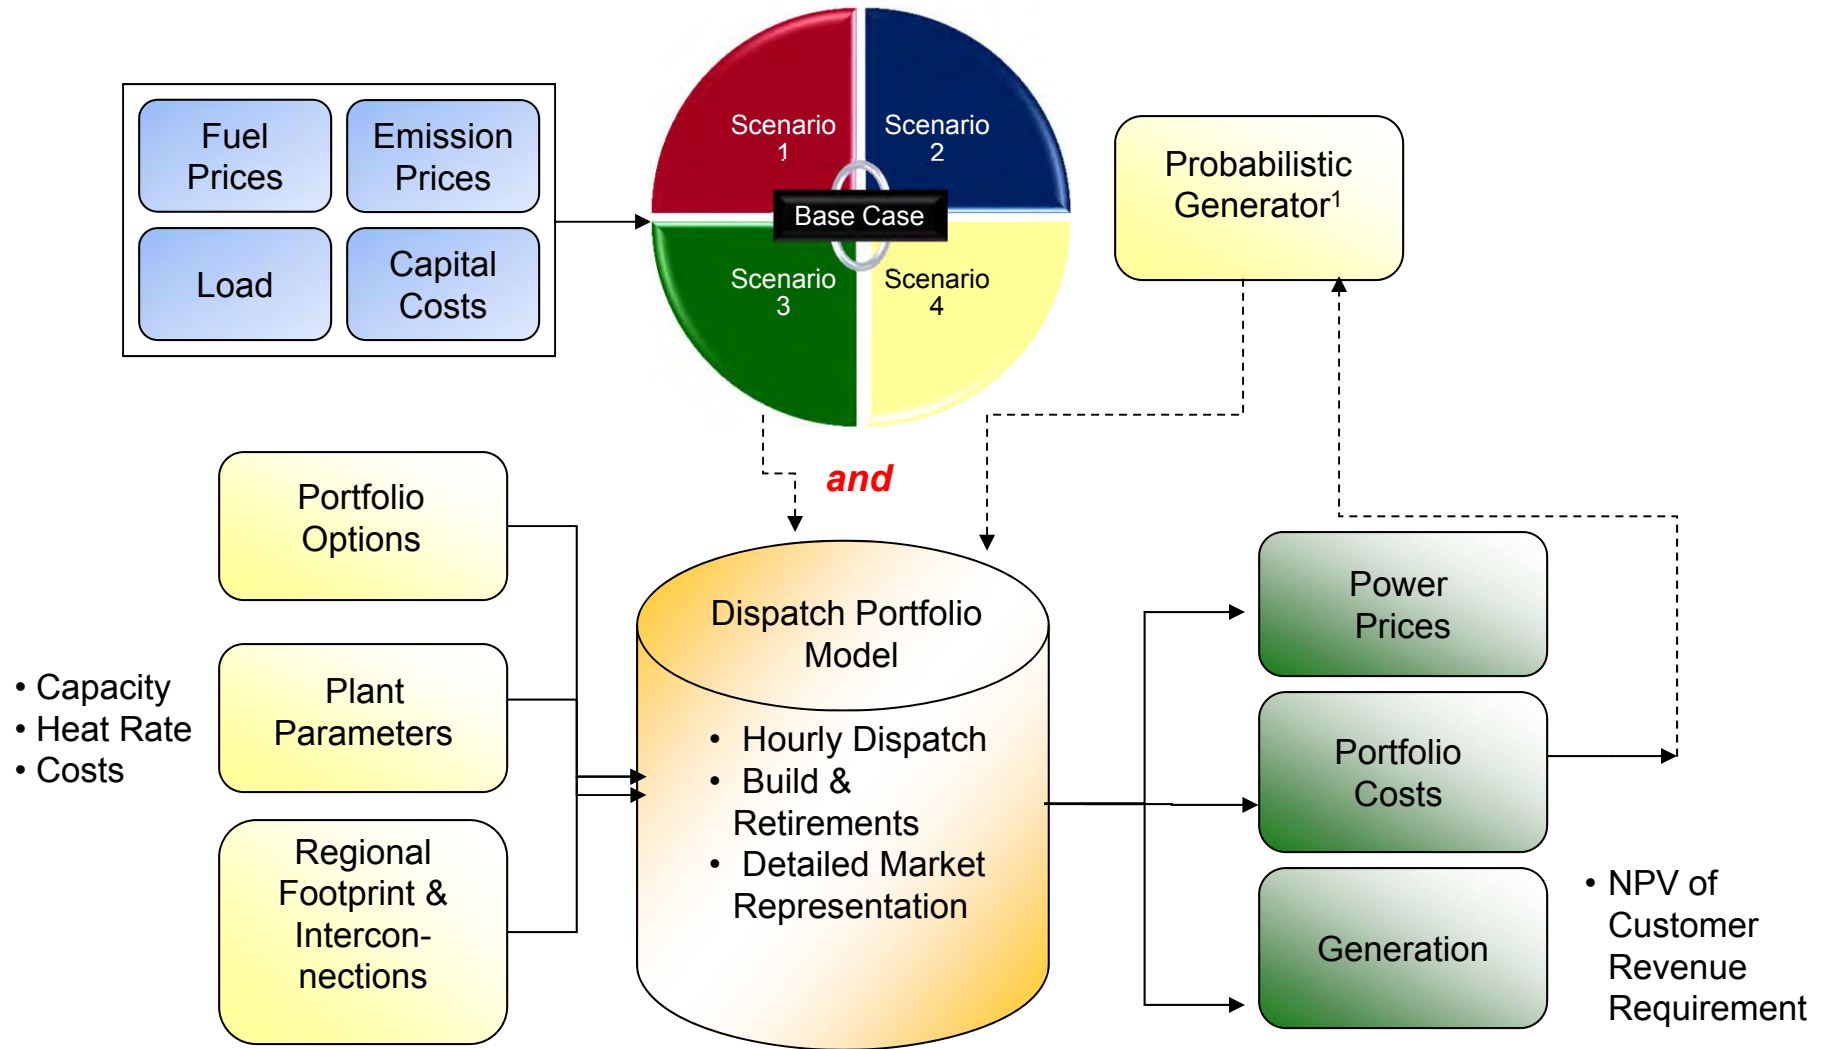 Fuel
Prices
Emission
Prices
Load
Capital
Costs
Scenario
1
Scenario
2
Base Case
Scenario
3
Scenario
4
Probabilistic
Generator¹
and
Portfolio
Options
Plant
Parameters
Regional
Footprint &
Intercon-
nections
• Capacity
• Heat Rate
• Costs
Dispatch Portfolio
Model
• Hourly Dispatch
• Build &
Retirements
• Detailed Market
Representation
Power
Prices
Portfolio
Costs
Generation
• NPV of
Customer
Revenue
Requirement